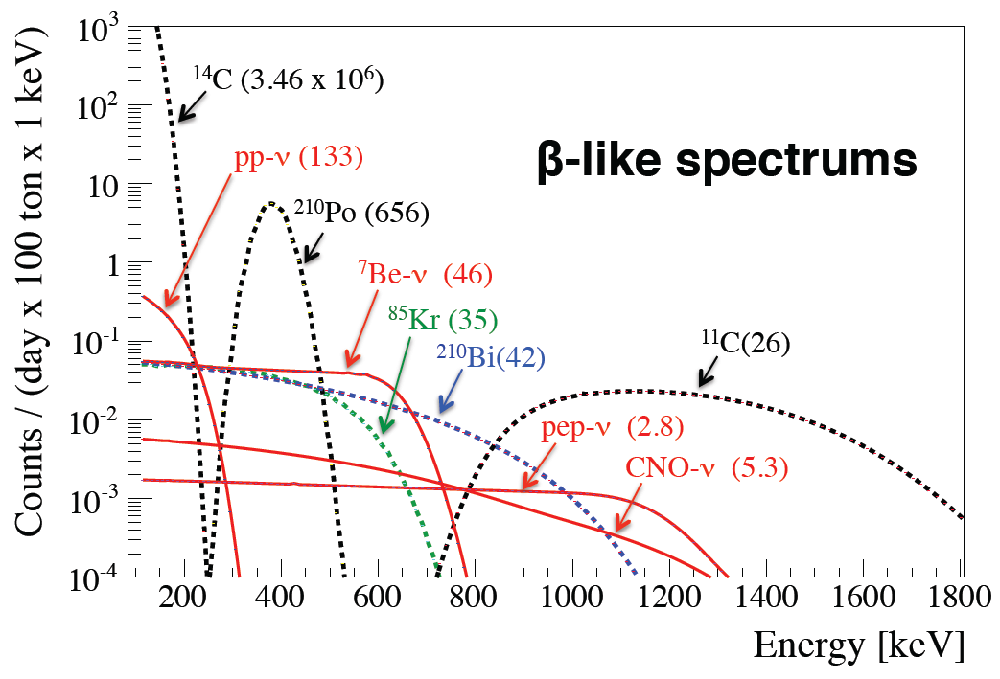 Counts / (day x 100 ton x 1 keV)
10³
10²
10
1
10⁻¹
10⁻²
10⁻³
10⁻⁴
¹⁴C (3.46 x 10⁶)
pp-ν (133)
β-like spectrums
²¹⁰Po (656)
⁷Be-ν (46)
⁸⁵Kr (35)
²¹⁰Bi(42)
¹¹C(26)
pep-ν (2.8)
CNO-ν (5.3)
200 400 600 800 1000 1200 1400 1600 1800
Energy [keV]